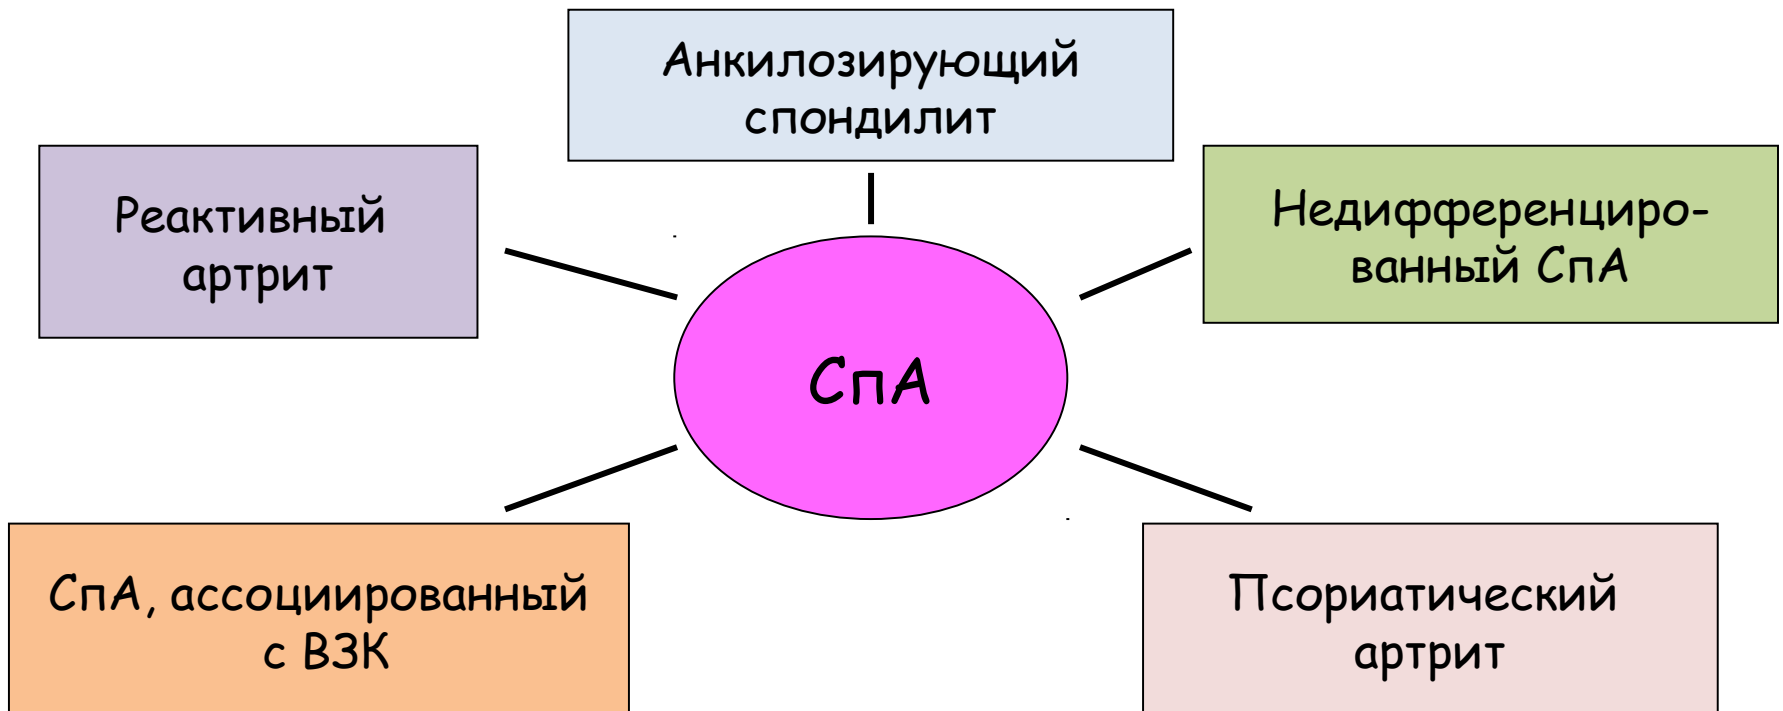 Анкилозирующий
спондилит
Реактивный
артрит
Недифференциро-
ванный СпА
СпА
СпА, ассоциированный
с ВЗК
Псориатический
артрит